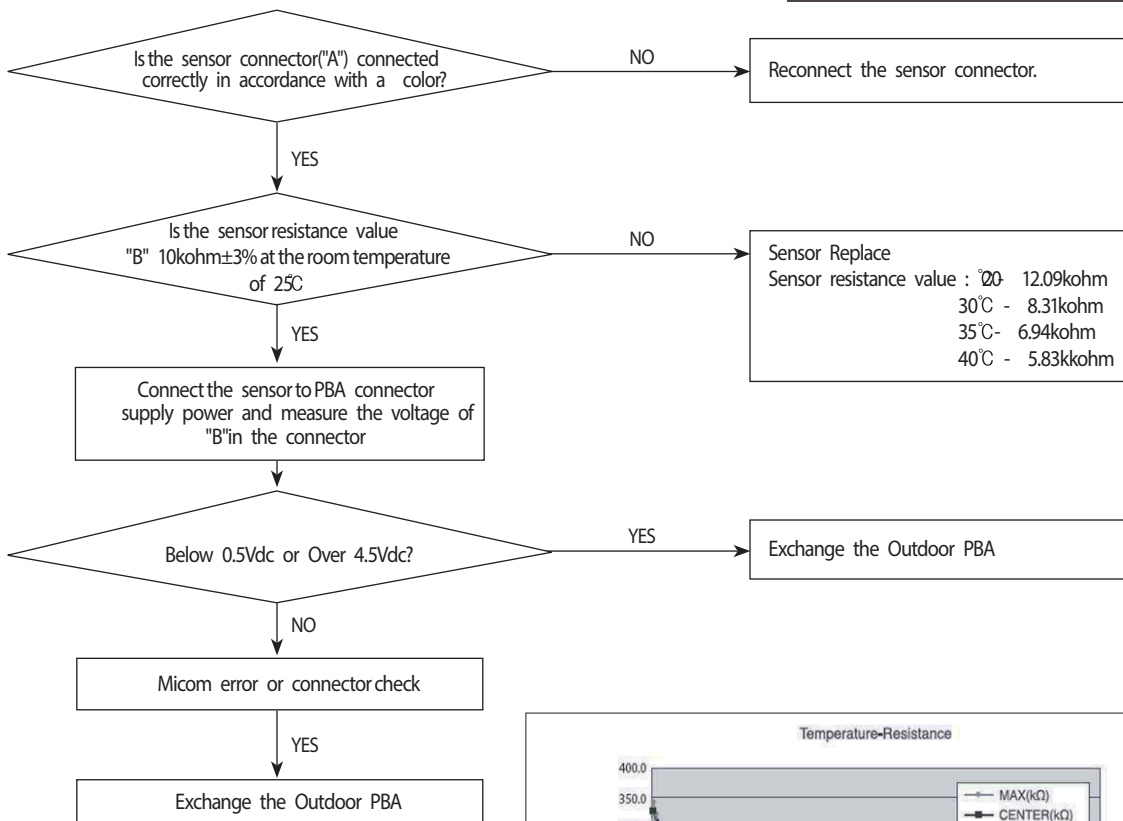 Is the sensor connector("A") connected
correctly in accordance with a color?
NO
Reconnect the sensor connector.
YES
Is the sensor resistance value
"B" 10kohm±3% at the room temperature
of 25℃
NO
Sensor Replace
Sensor resistance value : 20℃- 12.09kohm
30℃ - 8.31kohm
35℃- 6.94kohm
40℃ - 5.83kkohm
YES
Connect the sensor to PBA connector
supply power and measure the voltage of
"B"in the connector
Below 0.5Vdc or Over 4.5Vdc?
YES
Exchange the Outdoor PBA
NO
Micom error or connector check
YES
Exchange the Outdoor PBA
Temperature-Resistance
400.0
350.0
MAX(kΩ)
CENTER(kΩ)